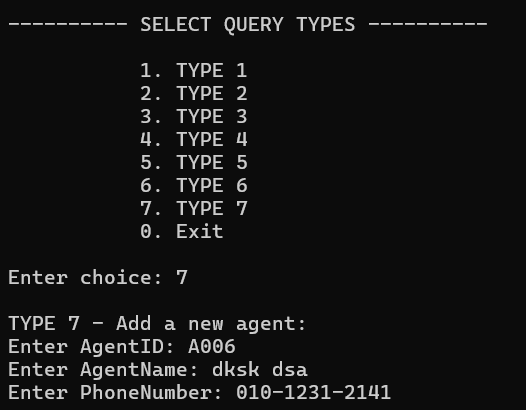 ---------- SELECT QUERY TYPES ----------
1. TYPE 1
2. TYPE 2
3. TYPE 3
4. TYPE 4
5. TYPE 5
6. TYPE 6
7. TYPE 7
0. Exit
Enter choice: 7
TYPE 7 - Add a new agent:
Enter AgentID: A006
Enter AgentName: dksk dsa
Enter PhoneNumber: 010-1231-2141